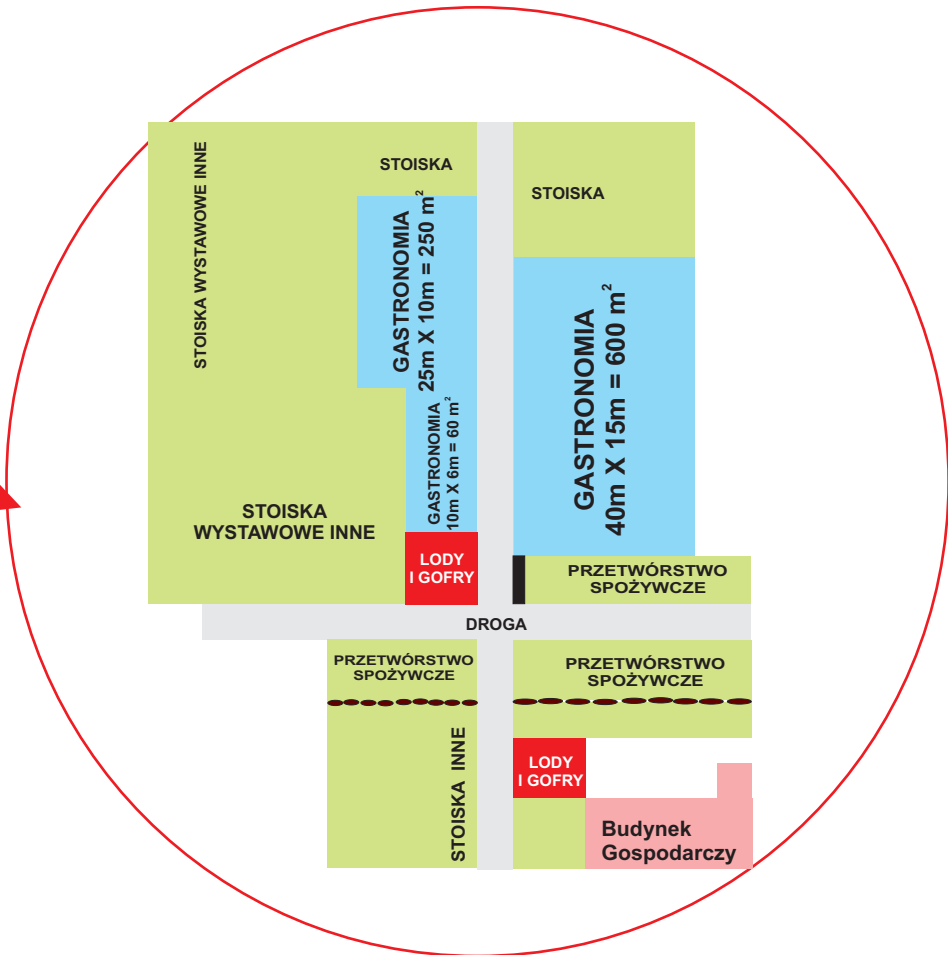 STOISKA WYSTAWOWE INNE
STOISKA
GASTRONOMIA
25m X 10m = 250 m²
STOISKA
GASTRONOMIA
40m X 15m = 600 m²
GASTRONOMIA
10m X 6m = 60 m²
STOISKA
WYSTAWOWE INNE
LODY
I GOFRY
PRZETWÓRSTWO
SPOŻYWCZE
DROGA
PRZETWÓRSTWO
SPOŻYWCZE
PRZETWÓRSTWO
SPOŻYWCZE
STOISKA INNE
LODY
I GOFRY
Budynek
Gospodarczy